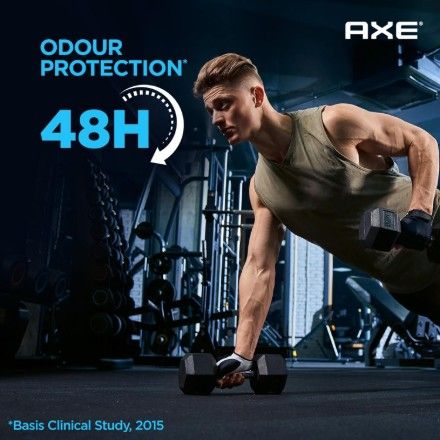 AXE
ODOUR
PROTECTION*
48H
*Basis Clinical Study, 2015